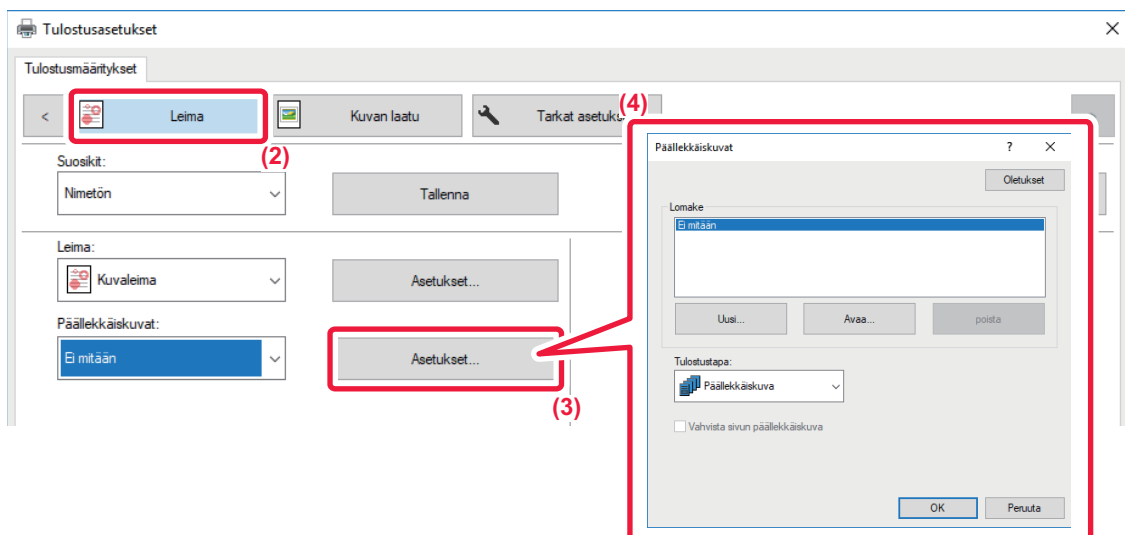 Tulostusasetukset
Tulostusmääritykset
<
Leima
Kuvan laatu
Tarkat asetuks
(2)
(4)
Suosikit:
Nimetön
Tallenna
Leima:
Kuvaleima
Asetukset...
Päällekkäiskuvat:
Ei mitään
Asetukset...
(3)
Päällekkäiskuvat
?
Oletukset
Lomake
Ei mitään
Uusi...
Avaa...
poista
Tulostustapa:
Päällekkäiskuva
Vahvista sivun päällekkäiskuva
OK
Peruuta